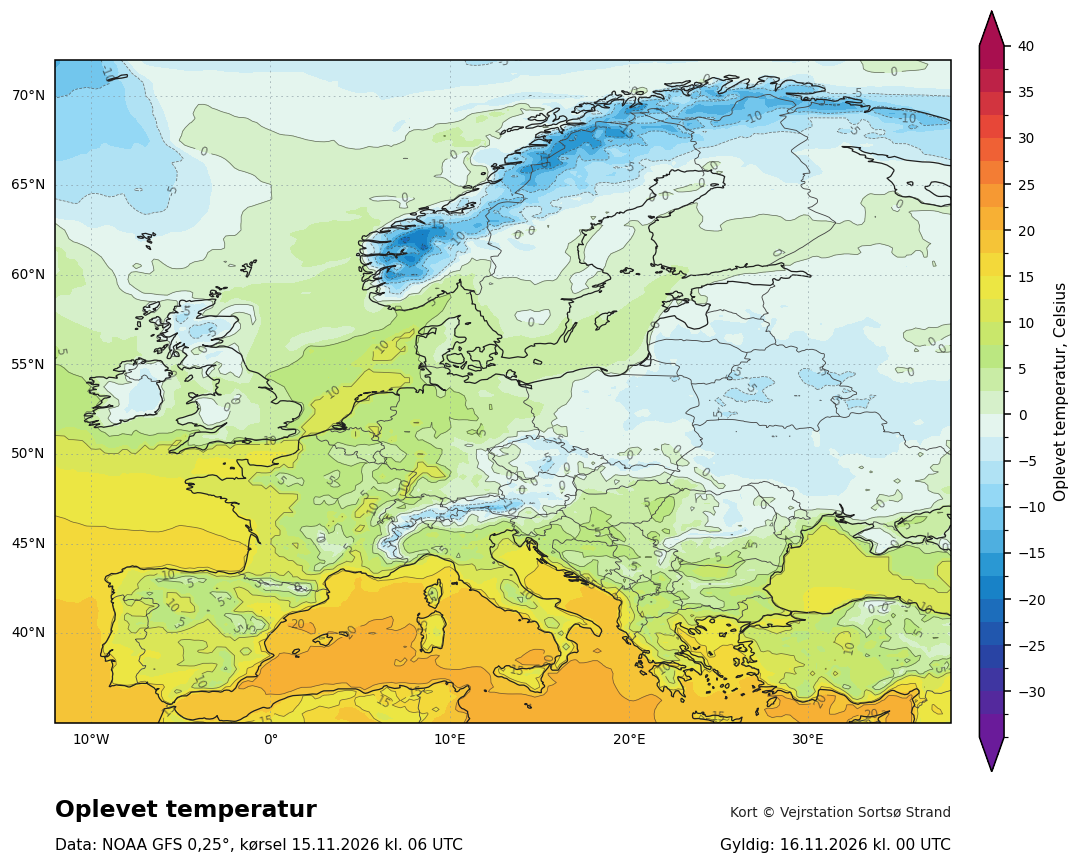 70°N
65°N
60°N
55°N
50°N
45°N
40°N
10°W
0°
10°E
20°E
30°E
40
35
30
25
20
15
10
5
0
−5
−10
−15
−20
−25
−30
Oplevet temperatur, Celsius
Oplevet temperatur
Kort © Vejrstation Sortsø Strand
Data: NOAA GFS 0,25°, kørsel 15.11.2026 kl. 06 UTC
Gyldig: 16.11.2026 kl. 00 UTC